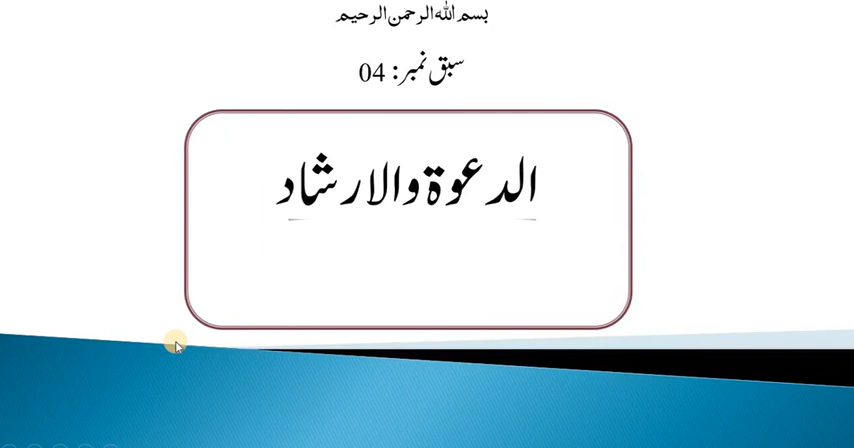 بسم اللہ الرحمن الرحیم
سبق نمبر: 04
الدعوۃ والارشاد